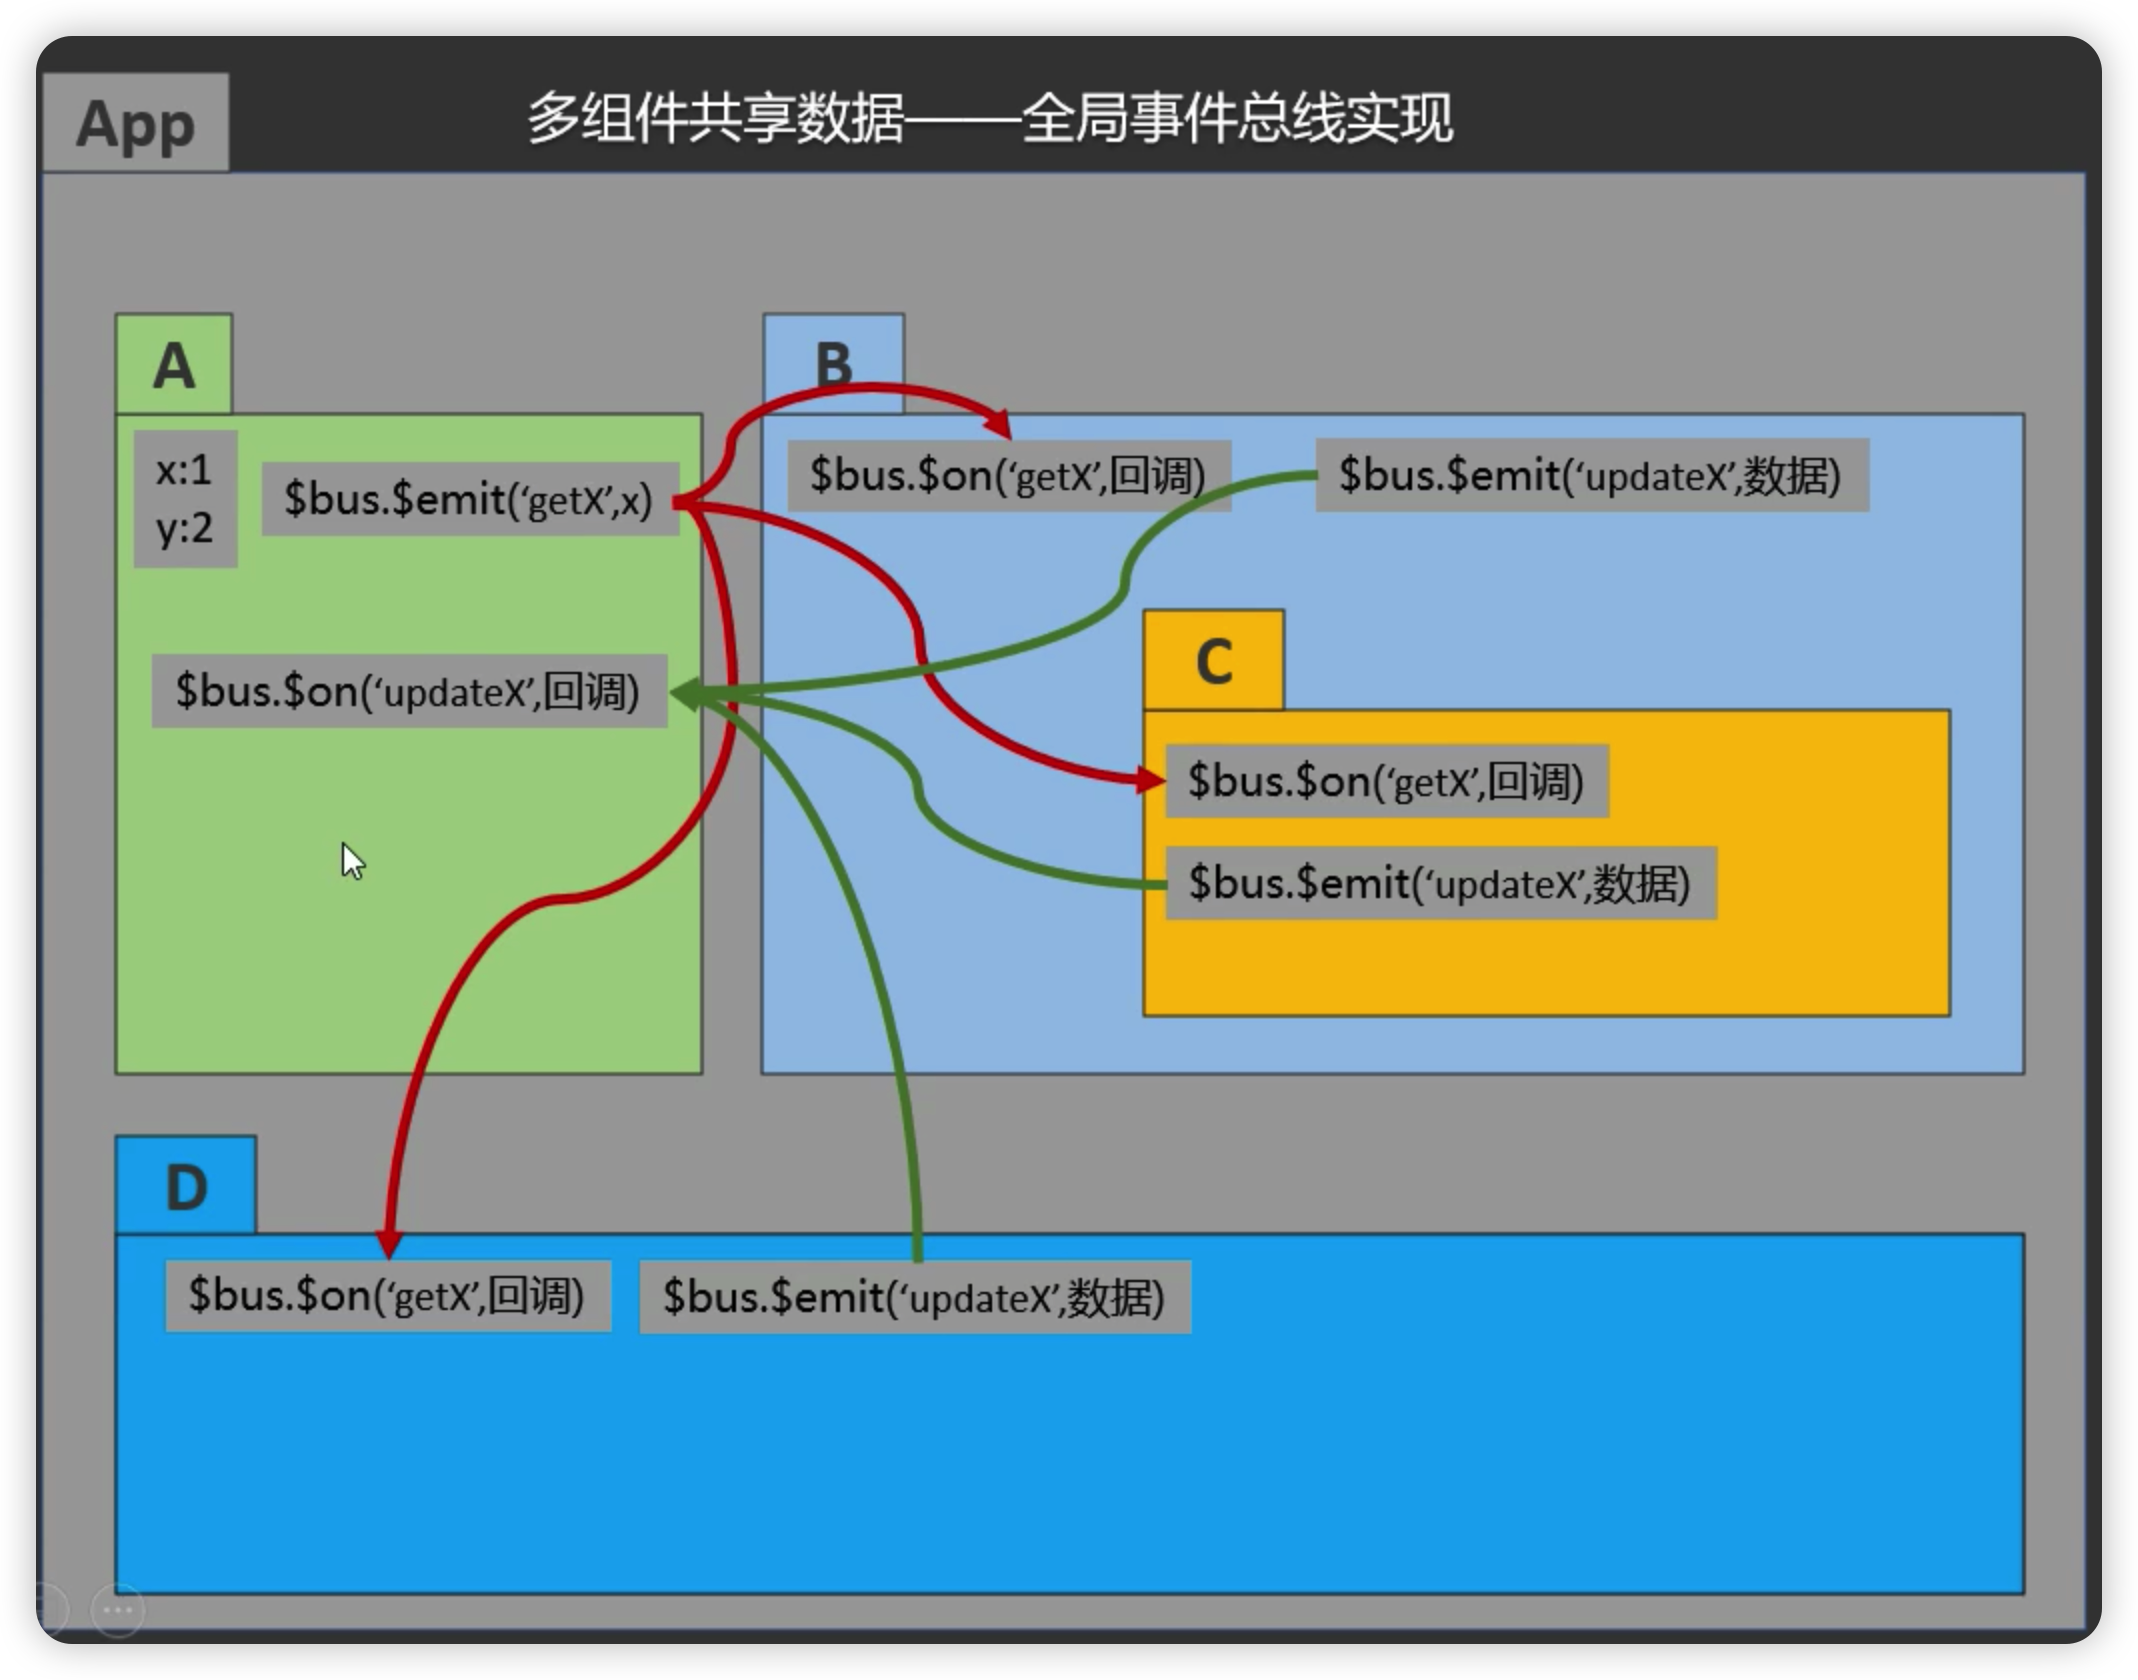 App
多组件共享数据——全局事件总线实现
A
x:1
y:2
$bus.$emit(‘getX’,x)
$bus.$on(‘updateX’,回调)
B
$bus.$on(‘getX’,回调)
$bus.$emit(‘updateX’,数据)
C
$bus.$on(‘getX’,回调)
$bus.$emit(‘updateX’,数据)
D
$bus.$on(‘getX’,回调)
$bus.$emit(‘updateX’,数据)